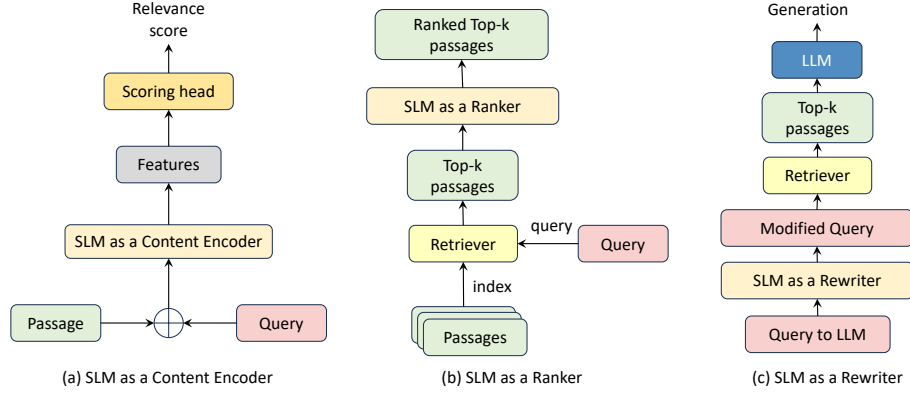 Relevance
score
Scoring head
Features
SLM as a Content Encoder
Passage
Query
(a) SLM as a Content Encoder
Ranked Top-k
passages
SLM as a Ranker
Top-k
passages
Retriever
query
Query
index
Passages
(b) SLM as a Ranker
Generation
LLM
Top-k
passages
Retriever
Modified Query
SLM as a Rewriter
Query to LLM
(c) SLM as a Rewriter